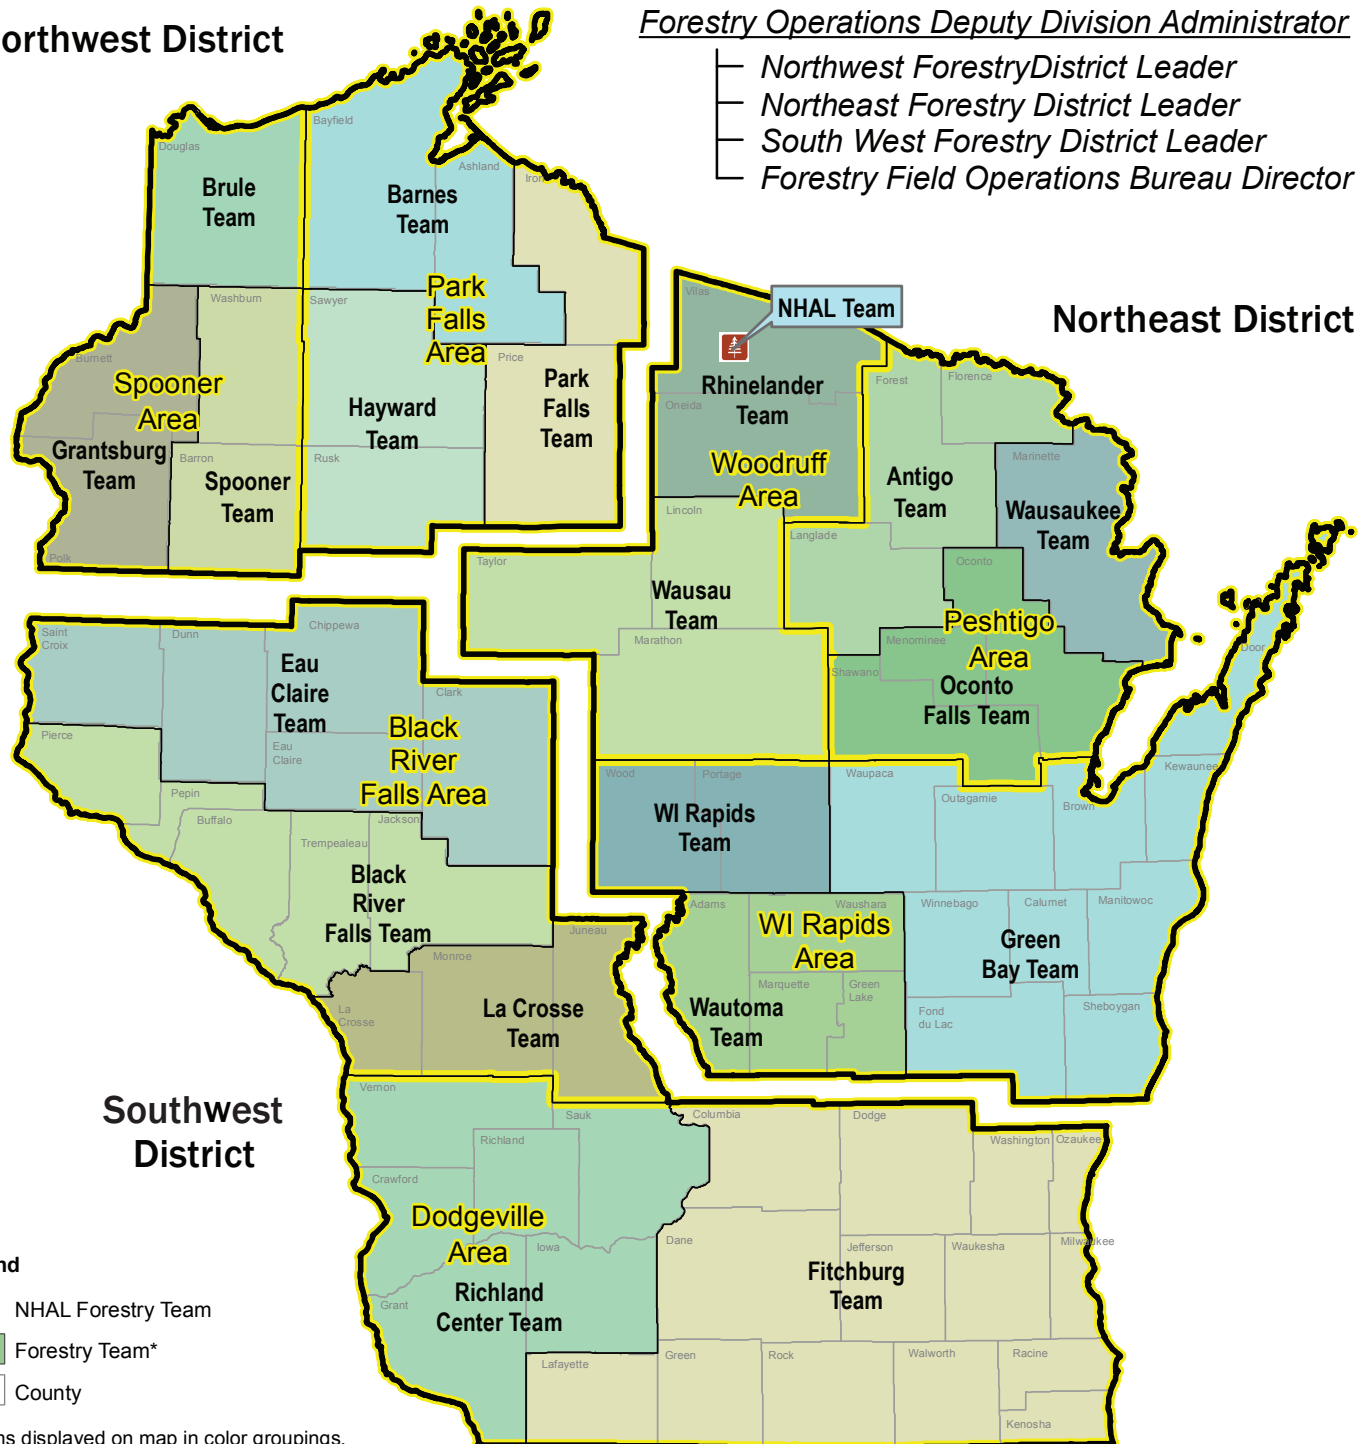 orthwest District
Forestry Operations Deputy Division Administrator
Northwest ForestryDistrict Leader
Northeast Forestry District Leader
South West Forestry District Leader
Forestry Field Operations Bureau Director
Northeast District
Bayfield
Douglas
Ashland
Iron
Brule
Team
Barnes
Team
Park
Falls
Area
Washburn
Sawyer
Burnett
Spooner
Area
Price
Hayward
Team
Park
Falls
Team
Grantsburg
Team
Barron
Rusk
Spooner
Team
Polk
Vilas
NHAL Team
Rhinelander
Team
Oneida
Forest
Florence
Woodruff
Area
Antigo
Team
Marinette
Wausaukee
Team
Lincoln
Langlade
Taylor
Oconto
Wausau
Team
Marathon
Peshtigo
Area
Menominee
Shawano
Oconto
Falls Team
Door
Saint
Croix
Dunn
Chippewa
Eau
Claire
Team
Clark
Pierce
Eau
Claire
Black
River
Falls Area
Pepin
Buffalo
Jackson
Trempealeau
Black
River
Falls Team
Wood
Portage
Waupaca
Kewaunee
Outagamie
Brown
WI Rapids
Team
Adams
Waushara
Winnebago
Calumet
Manitowoc
WI Rapids
Area
Green
Bay Team
Juneau
Monroe
Marquette
Green
Lake
La
Crosse
La Crosse
Team
Wautoma
Team
Fond
du Lac
Sheboygan
Southwest
District
Vernon
Sauk
Columbia
Dodge
Richland
Washington
Ozaukee
Crawford
Dodgeville
Area
Iowa
Dane
Jefferson
Waukesha
Milwaukee
Grant
Richland
Center Team
Fitchburg
Team
Lafayette
Green
Rock
Walworth
Racine
Kenosha
nd
NHAL Forestry Team
Forestry Team*
County
ms displayed on map in color groupings.